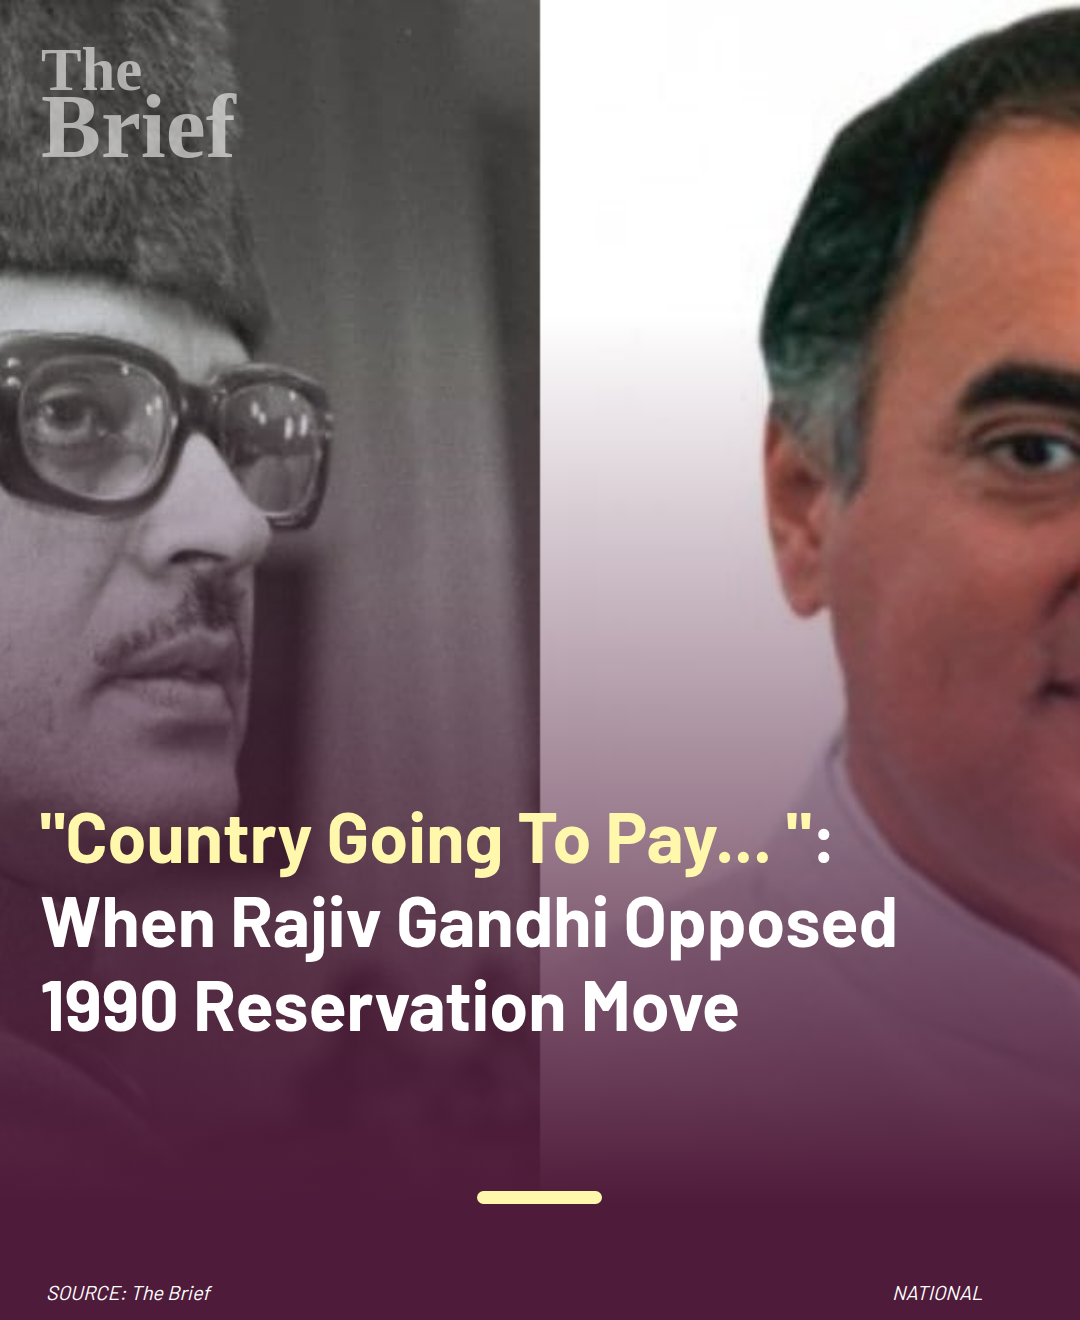 The
Brief
"Country Going To Pay... ":
When Rajiv Gandhi Opposed
1990 Reservation Move
SOURCE: The Brief
NATIONAL